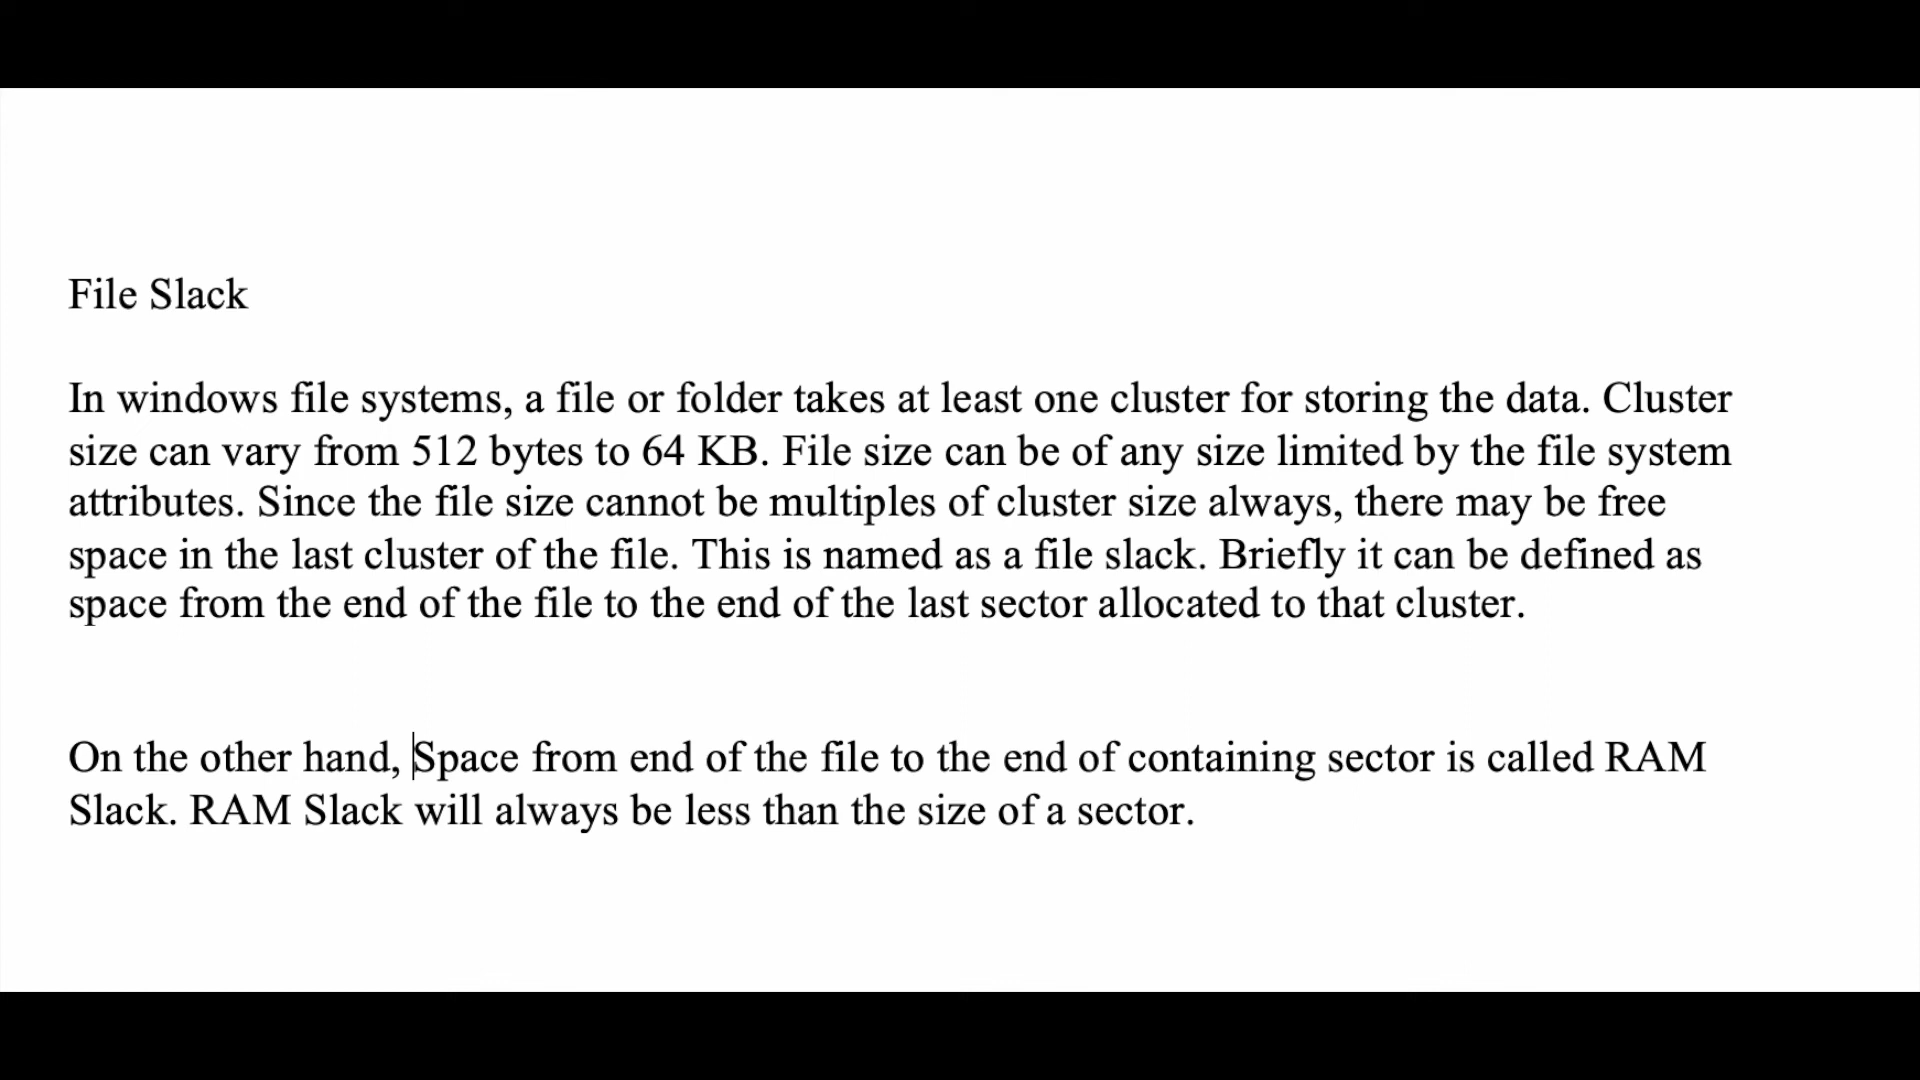 File Slack
In windows file systems, a file or folder takes at least one cluster for storing the data. Cluster
size can vary from 512 bytes to 64 KB. File size can be of any size limited by the file system
attributes. Since the file size cannot be multiples of cluster size always, there may be free
space in the last cluster of the file. This is named as a file slack. Briefly it can be defined as
space from the end of the file to the end of the last sector allocated to that cluster.
On the other hand, Space from end of the file to the end of containing sector is called RAM
Slack. RAM Slack will always be less than the size of a sector.